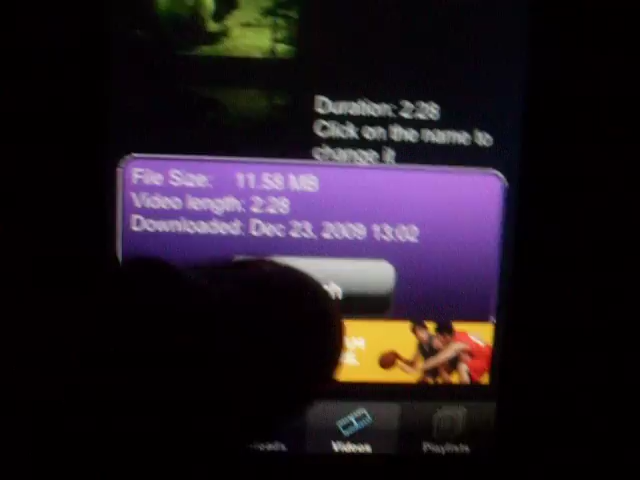 Duration: 2:28
Click on the name to
change it
File Size: 11.58 MB
Video length: 2:28
Downloaded: Dec 23, 2009 13:02
Videos
Playlists